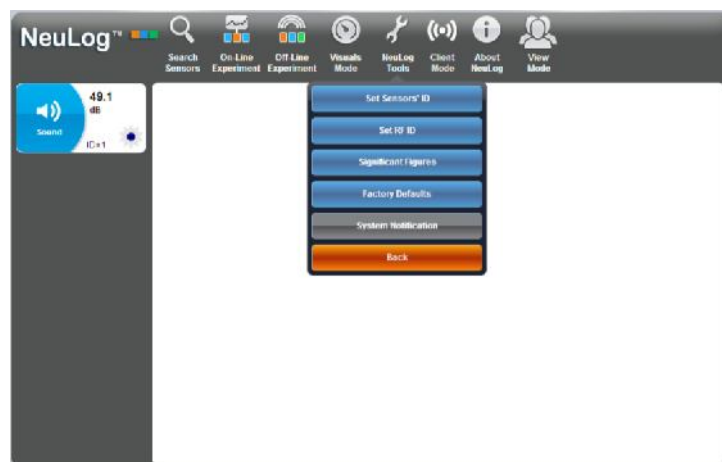 NeuLog™
Search
Sensors
On-Line
Experiment
Off-Line
Experiment
Visuals
Mode
NeuLog
Tools
Client
Mode
About
NeuLog
View
Mode
49.1
dB
Sound
ID=1
Set Sensors' ID
Set RF ID
Significant Figures
Factory Defaults
System Notification
Back